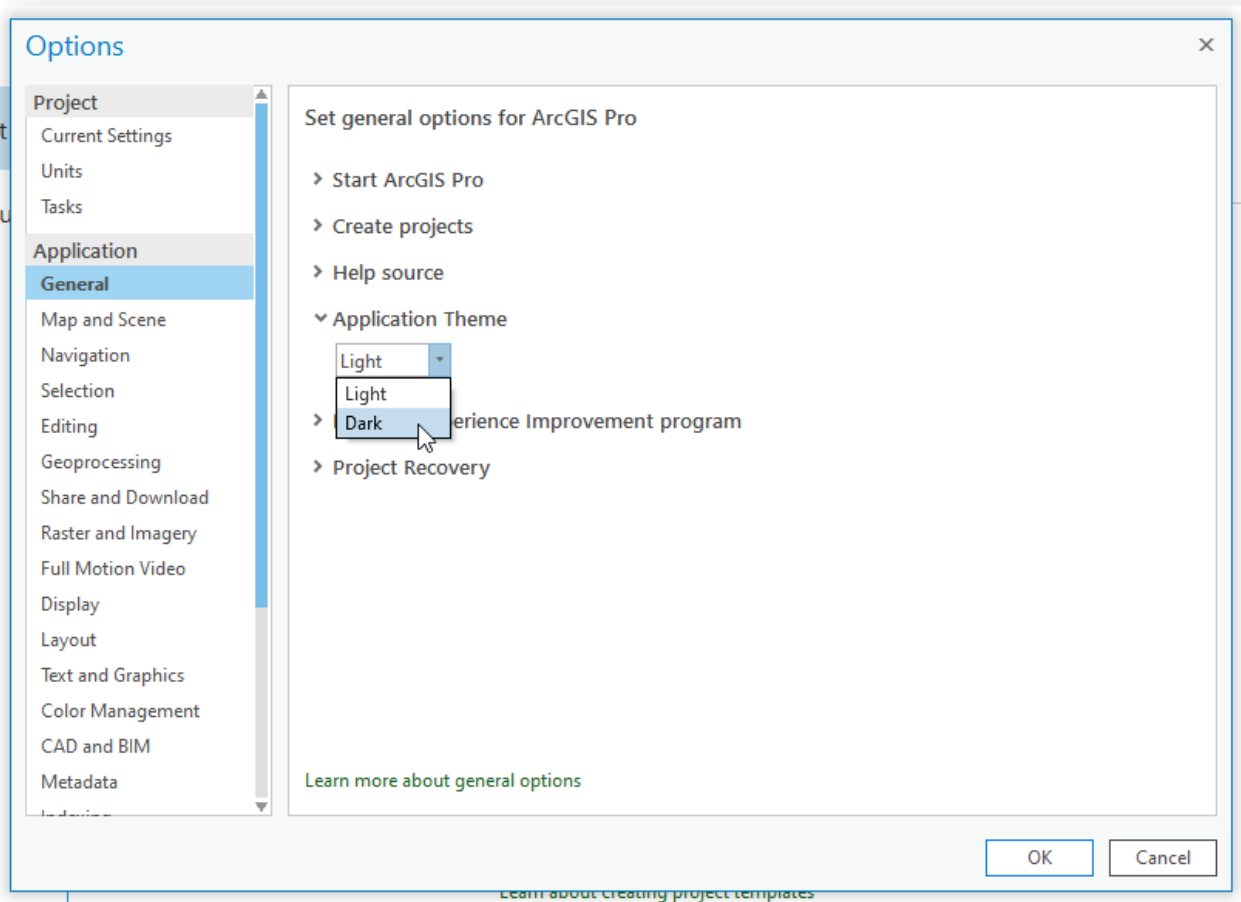 Options
Project
Current Settings
Units
Tasks
Application
General
Map and Scene
Navigation
Selection
Editing
Geoprocessing
Share and Download
Raster and Imagery
Full Motion Video
Display
Layout
Text and Graphics
Color Management
CAD and BIM
Metadata
Set general options for ArcGIS Pro
Start ArcGIS Pro
Create projects
Help source
Application Theme
Light
Light
Dark
erience Improvement program
Project Recovery
Learn more about general options
OK
Cancel
Learn about creating project templates